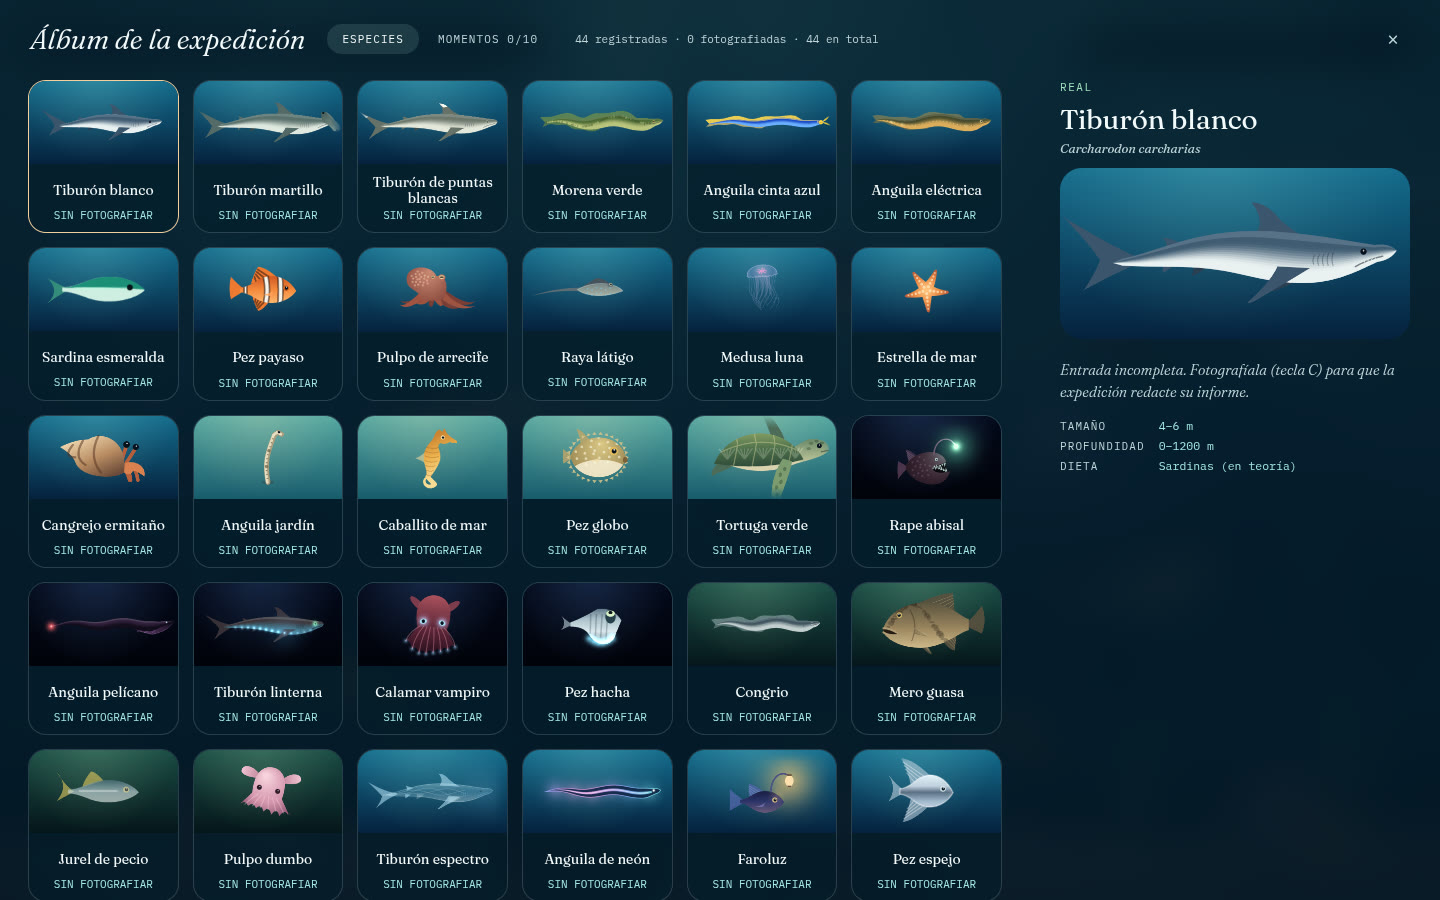 Álbum de la expedición
ESPECIES
MOMENTOS 0/10
44 registradas · 0 fotografiadas · 44 en total
×
Tiburón blanco
SIN FOTOGRAFIAR
Tiburón martillo
SIN FOTOGRAFIAR
Tiburón de puntas
blancas
SIN FOTOGRAFIAR
Morena verde
SIN FOTOGRAFIAR
Anguila cinta azul
SIN FOTOGRAFIAR
Anguila eléctrica
SIN FOTOGRAFIAR
Sardina esmeralda
SIN FOTOGRAFIAR
Pez payaso
SIN FOTOGRAFIAR
Pulpo de arrecife
SIN FOTOGRAFIAR
Raya látigo
SIN FOTOGRAFIAR
Medusa luna
SIN FOTOGRAFIAR
Estrella de mar
SIN FOTOGRAFIAR
Cangrejo ermitaño
SIN FOTOGRAFIAR
Anguila jardín
SIN FOTOGRAFIAR
Caballito de mar
SIN FOTOGRAFIAR
Pez globo
SIN FOTOGRAFIAR
Tortuga verde
SIN FOTOGRAFIAR
Rape abisal
SIN FOTOGRAFIAR
Anguila pelícano
SIN FOTOGRAFIAR
Tiburón linterna
SIN FOTOGRAFIAR
Calamar vampiro
SIN FOTOGRAFIAR
Pez hacha
SIN FOTOGRAFIAR
Congrio
SIN FOTOGRAFIAR
Mero guasa
SIN FOTOGRAFIAR
Jurel de pecio
SIN FOTOGRAFIAR
Pulpo dumbo
SIN FOTOGRAFIAR
Tiburón espectro
SIN FOTOGRAFIAR
Anguila de neón
SIN FOTOGRAFIAR
Faroluz
SIN FOTOGRAFIAR
Pez espejo
SIN FOTOGRAFIAR
REAL
Tiburón blanco
Carcharodon carcharias
Entrada incompleta. Fotografíala (tecla C) para que la
expedición redacte su informe.
TAMAÑO 4–6 m
PROFUNDIDAD 0–1200 m
DIETA Sardinas (en teoría)